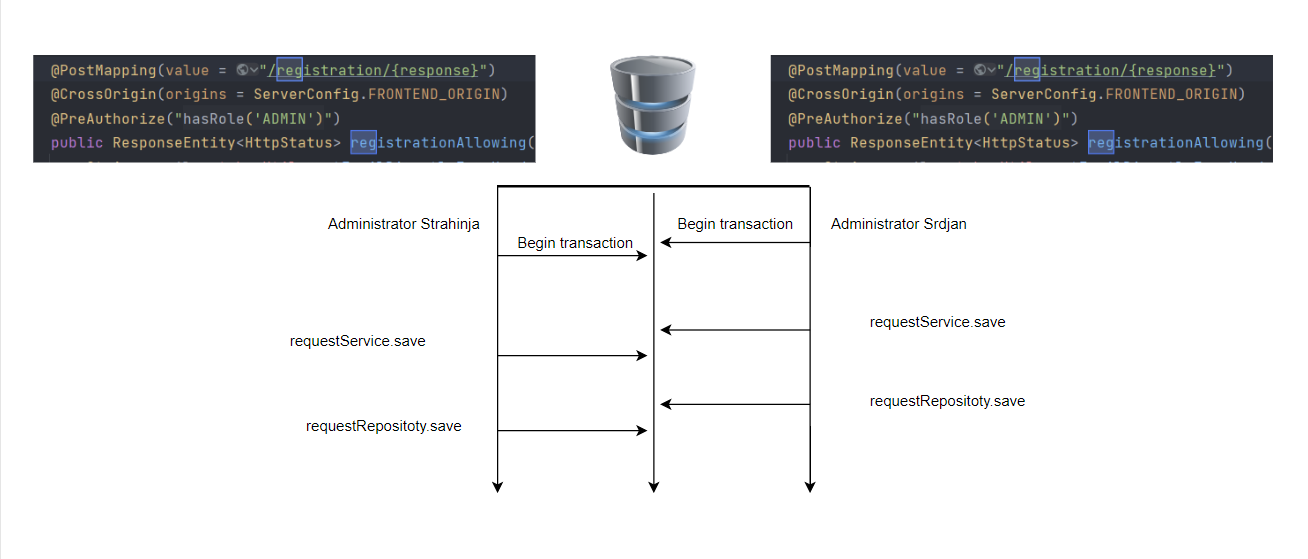 @PostMapping(value = "/registration/{response}")
@CrossOrigin(origins = ServerConfig.FRONTEND_ORIGIN)
@PreAuthorize("hasRole('ADMIN')")
public ResponseEntity<HttpStatus> registrationAllowing(
@PostMapping(value = "/registration/{response}")
@CrossOrigin(origins = ServerConfig.FRONTEND_ORIGIN)
@PreAuthorize("hasRole('ADMIN')")
public ResponseEntity<HttpStatus> registrationAllowing(
Administrator Strahinja
Begin transaction
Administrator Srdjan
Begin transaction
requestService.save
requestService.save
requestRepositoty.save
requestRepositoty.save